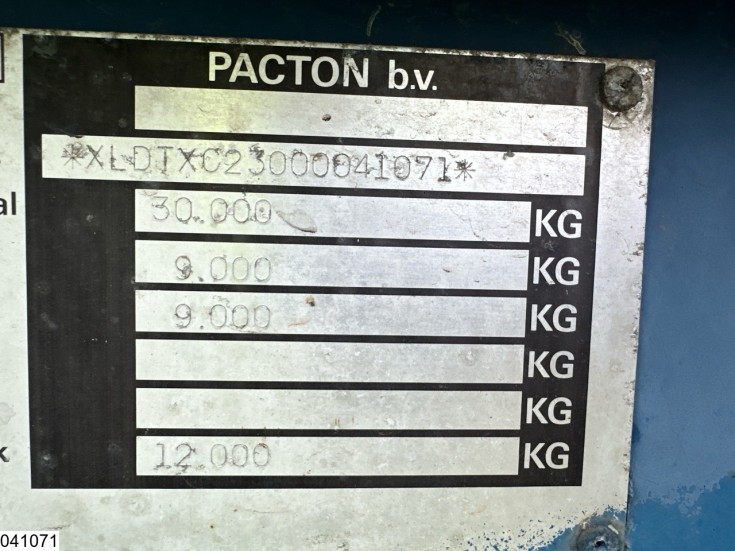 PACTON b.v.
*XLDTXC23000041071*
al 30.000 KG
9.000 KG
9.000 KG
KG
KG
k 12.000 KG
041071